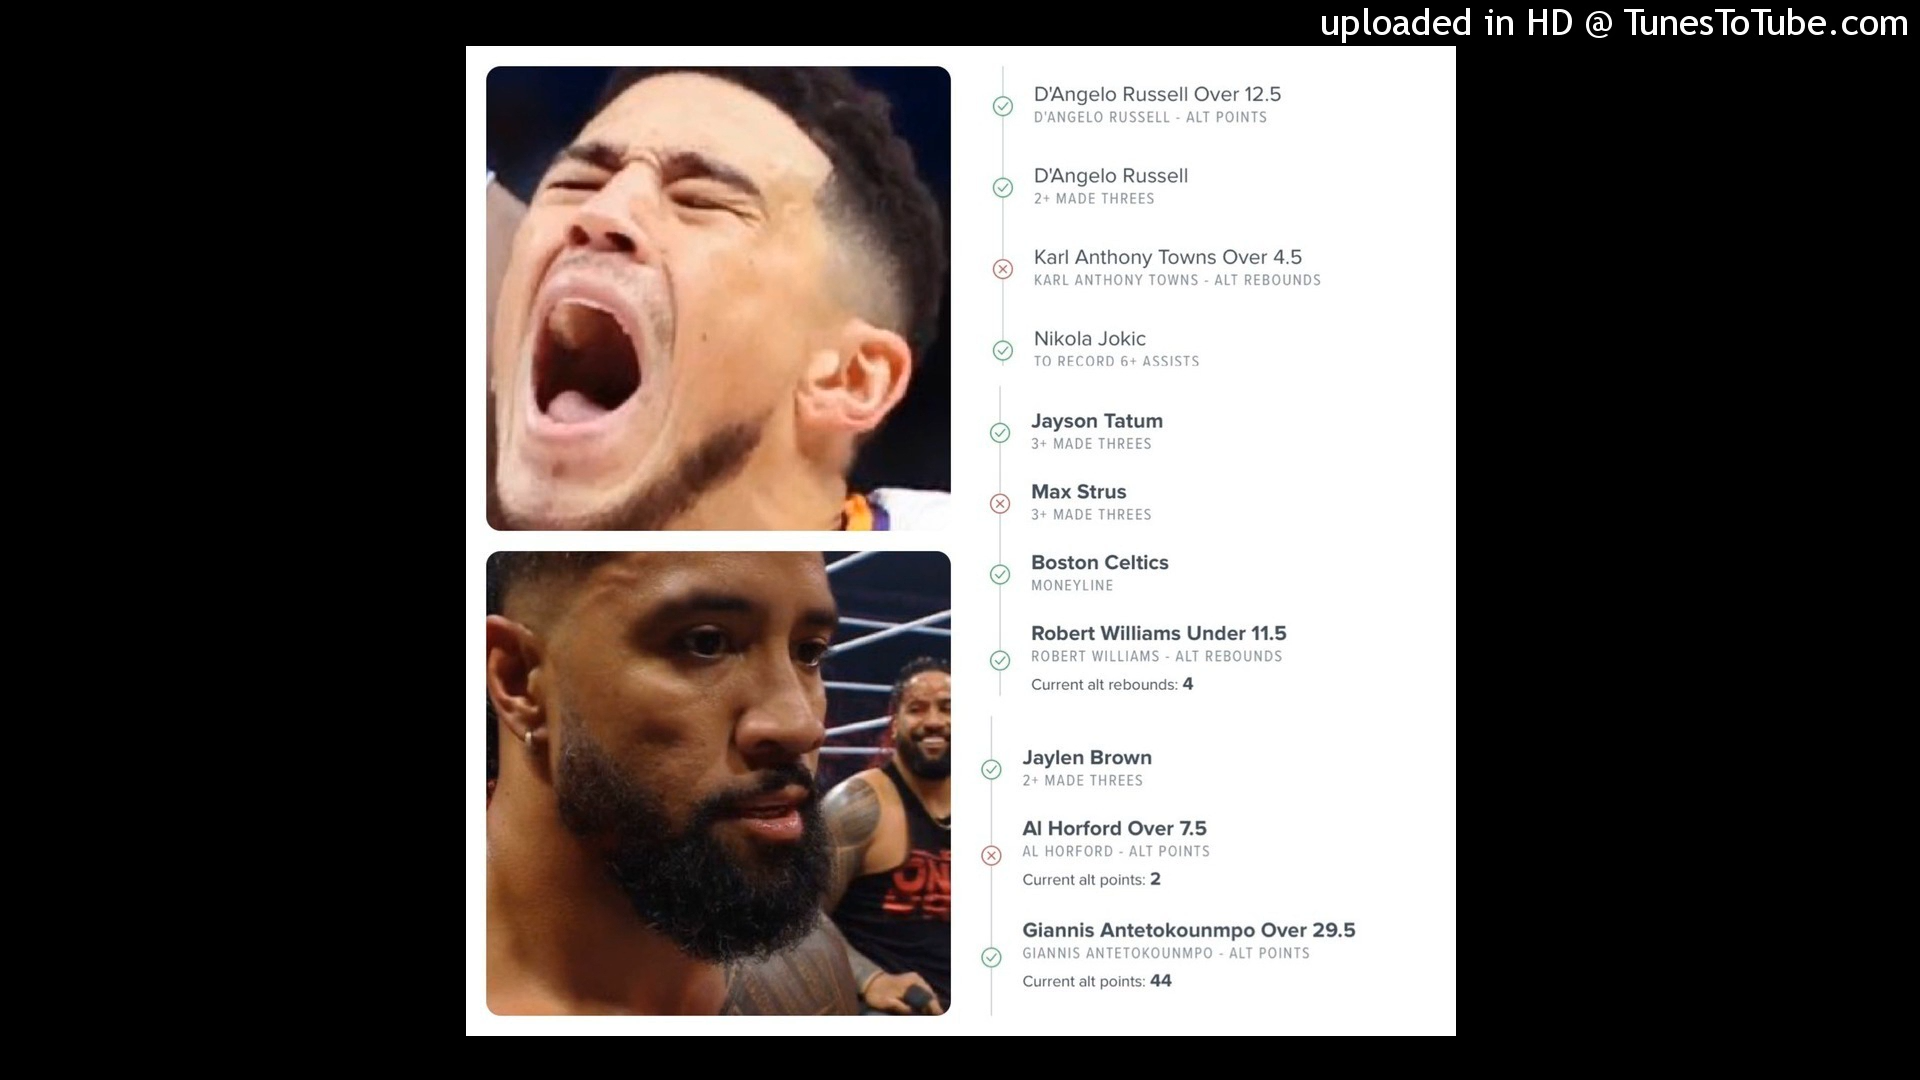 uploaded in HD @ TunesToTube.com
D'Angelo Russell Over 12.5
D'ANGELO RUSSELL - ALT POINTS
D'Angelo Russell
2+ MADE THREES
Karl Anthony Towns Over 4.5
KARL ANTHONY TOWNS - ALT REBOUNDS
Nikola Jokic
TO RECORD 6+ ASSISTS
Jayson Tatum
3+ MADE THREES
Max Strus
3+ MADE THREES
Boston Celtics
MONEYLINE
Robert Williams Under 11.5
ROBERT WILLIAMS - ALT REBOUNDS
Current alt rebounds: 4
Jaylen Brown
2+ MADE THREES
Al Horford Over 7.5
AL HORFORD - ALT POINTS
Current alt points: 2
Giannis Antetokounmpo Over 29.5
GIANNIS ANTETOKOUNMPO - ALT POINTS
Current alt points: 44